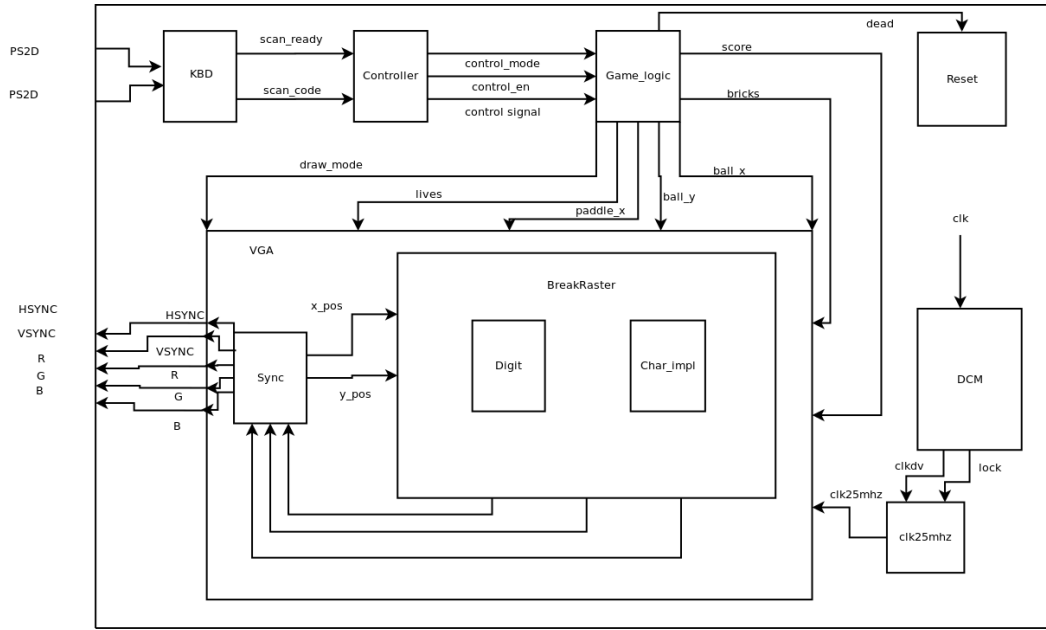 dead
PS2D
scan_ready
score
KBD
Controller
control_mode
Game_logic
Reset
PS2D
scan_code
control_en
bricks
control signal
draw_mode
ball_x
lives
ball_y
paddle_x
clk
VGA
BreakRaster
HSYNC
HSYNC
x_pos
VSYNC
VSYNC
R
R
G
G
B
B
Sync
y_pos
Digit
Char_impl
DCM
clkdv
lock
clk25mhz
clk25mhz